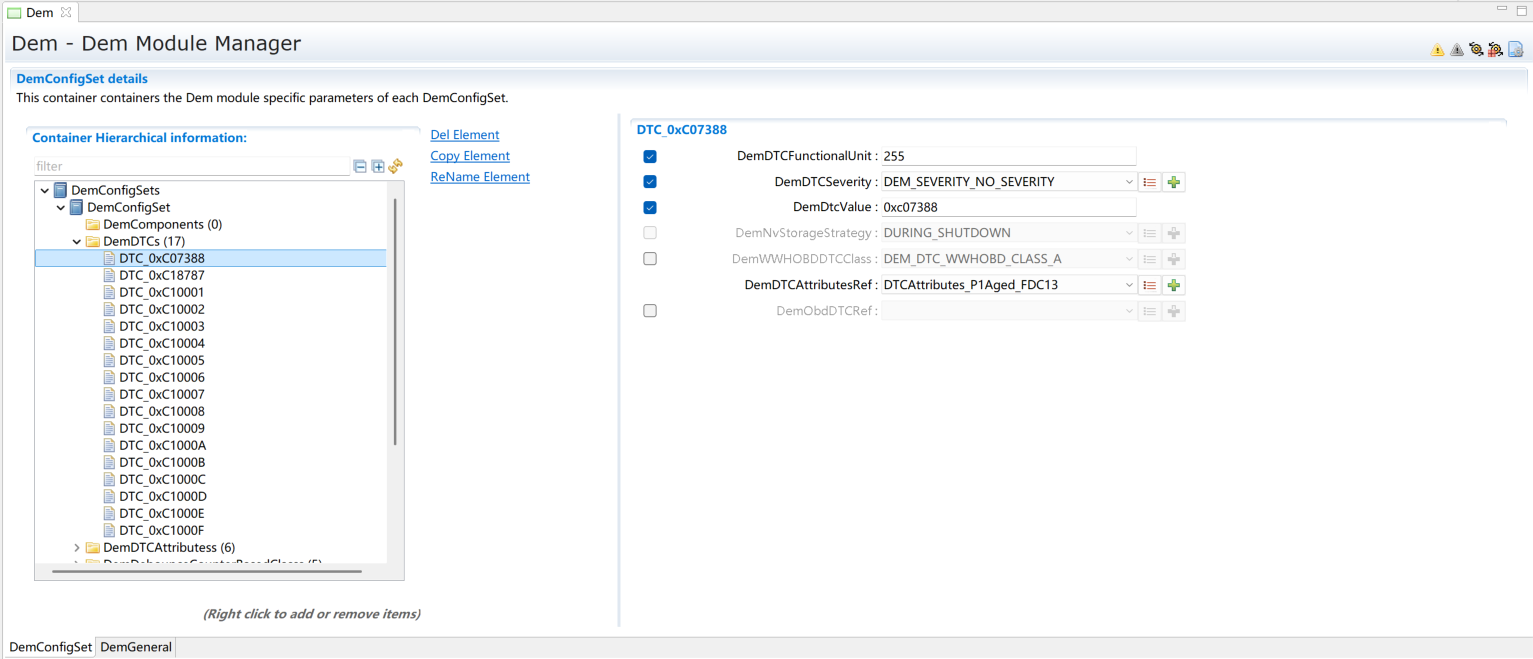 Dem
Dem - Dem Module Manager
DemConfigSet details
This container containers the Dem module specific parameters of each DemConfigSet.
Container Hierarchical information:
filter
DemConfigSets
DemConfigSet
DemComponents (0)
DemDTCs (17)
DTC_0xC07388
DTC_0xC18787
DTC_0xC10001
DTC_0xC10002
DTC_0xC10003
DTC_0xC10004
DTC_0xC10005
DTC_0xC10006
DTC_0xC10007
DTC_0xC10008
DTC_0xC10009
DTC_0xC1000A
DTC_0xC1000B
DTC_0xC1000C
DTC_0xC1000D
DTC_0xC1000E
DTC_0xC1000F
DemDTCAttributess (6)
(Right click to add or remove items)
Del Element
Copy Element
ReName Element
DTC_0xC07388
DemDTCFunctionalUnit : 255
DemDTCSeverity : DEM_SEVERITY_NO_SEVERITY
DemDtcValue : 0xc07388
DemNvStorageStrategy : DURING_SHUTDOWN
DemWWHOBDDTCClass : DEM_DTC_WWHOBD_CLASS_A
DemDTCAttributesRef : DTCAttributes_P1Aged_FDC13
DemObdDTCRef :
DemConfigSet DemGeneral